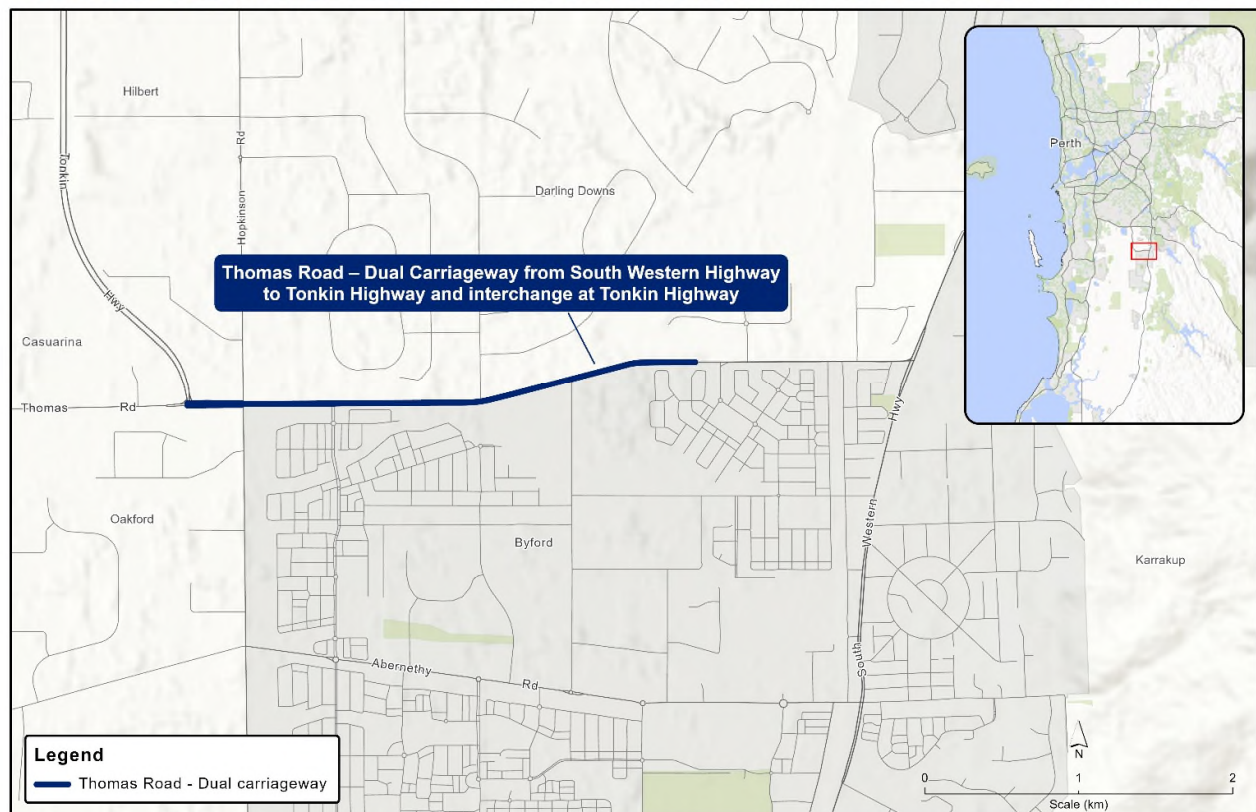 Hilbert
Tonkin
Hwy
Hopkinson
Rd
Darling Downs
Perth
Thomas Road – Dual Carriageway from South Western Highway
to Tonkin Highway and interchange at Tonkin Highway
Casuarina
Thomas Rd
Hwy
Western
South
Oakford
Byford
Karrakup
Abernethy Rd
Legend
Thomas Road - Dual carriageway
N
0 1 2
Scale (km)